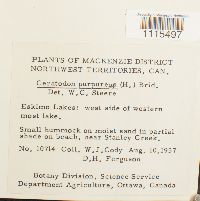 1115497
PLANTS OF MACKENZIE DISTRICT
NORTHWEST TERRITORIES, CAN.
Ceratodon purpureus (H.) Brid.
Det. W.C. Steere
Eskimo Lakes: west side of western
most lake.
Small hummock on moist sand in partial
shade on beach, near Stanley Creek.
No. 10714 Coll. W.J. Cody Aug. 10, 1957
D.H. Ferguson
Botany Division, Science Service
Department Agriculture, Ottawa, Canada